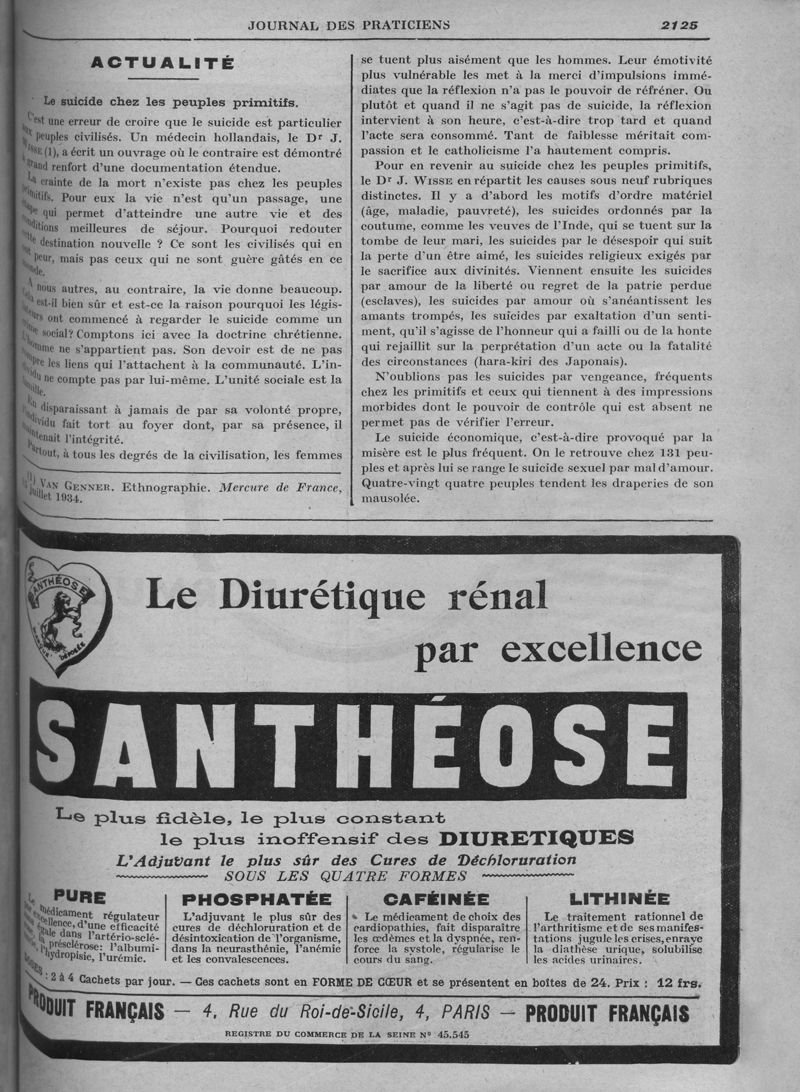 JOURNAL DES PRATICIENS 2125
ACTUALITÉ
Le suicide chez les peuples primitifs.
C'est une erreur de croire que le suicide est particulier
aux peuples civilisés. Un médecin hollandais, le Dr J.
WISSE (1), a écrit un ouvrage où le contraire est démontré
à grand renfort d'une documentation étendue.
La crainte de la mort n'existe pas chez les peuples
primitifs. Pour eux la vie n'est qu'un passage, une
étape qui permet d'atteindre une autre vie et des
conditions meilleures de séjour. Pourquoi redouter
cette destination nouvelle ? Ce sont les civilisés qui en
ont peur, mais pas ceux qui ne sont guère gâtés en ce
monde.
A nous autres, au contraire, la vie donne beaucoup.
est-il bien sûr et est-ce la raison pourquoi les légis-
lateurs ont commencé à regarder le suicide comme un
crime social? Comptons ici avec la doctrine chrétienne.
L'homme ne s'appartient pas. Son devoir est de ne pas
rompre les liens qui l'attachent à la communauté. L'in-
dividu ne compte pas par lui-même. L'unité sociale est la
famille.
En disparaissant à jamais de par sa volonté propre,
l'individu fait tort au foyer dont, par sa présence, il
maintenait l'intégrité.
Partout, à tous les degrés de la civilisation, les femmes
(1) VAN GENNER. Ethnographie. Mercure de France,
juillet 1934.
se tuent plus aisément que les hommes. Leur émotivité
plus vulnérable les met à la merci d'impulsions immé-
diates que la réflexion n'a pas le pouvoir de réfréner. Ou
plutôt et quand il ne s'agit pas de suicide, la réflexion
intervient à son heure, c'est-à-dire trop tard et quand
l'acte sera consommé. Tant de faiblesse méritait com-
passion et le catholicisme l'a hautement compris.
Pour en revenir au suicide chez les peuples primitifs,
le Dr J. WISSE en répartit les causes sous neuf rubriques
distinctes. Il y a d'abord les motifs d'ordre matériel
(âge, maladie, pauvreté), les suicides ordonnés par la
coutume, comme les veuves de l'Inde, qui se tuent sur la
tombe de leur mari, les suicides par le désespoir qui suit
la perte d'un être aimé, les suicides religieux exigés par
le sacrifice aux divinités. Viennent ensuite les suicides
par amour de la liberté ou regret de la patrie perdue
(esclaves), les suicides par amour où s'anéantissent les
amants trompés, les suicides par exaltation d'un senti-
ment, qu'il s'agisse de l'honneur qui a failli ou de la honte
qui rejaillit sur la perprétation d'un acte ou la fatalité
des circonstances (hara-kiri des Japonais).
N'oublions pas les suicides par vengeance, fréquents
chez les primitifs et ceux qui tiennent à des impressions
morbides dont le pouvoir de contrôle qui est absent ne
permet pas de vérifier l'erreur.
Le suicide économique, c'est-à-dire provoqué par la
misère est le plus fréquent. On le retrouve chez 131 peu-
ples et après lui se range le suicide sexuel par mal d'amour.
Quatre-vingt quatre peuples tendent les draperies de son
mausolée.
SANTHÉOSE
DÉPOSÉE
Le Diurétique rénal
par excellence
SANTHÉOSE
Le plus fidèle, le plus constant
le plus inoffensif des DIURETIQUES
L'Adjuvant le plus sûr des Cures de Déchloruration
SOUS LES QUATRE FORMES
PURE
médicament régulateur
excellence, d'une efficacité
dans l'artério-sclé-
présclérose: l'albumi-
l'hydropisie, l'urémie.
PHOSPHATÉE
L'adjuvant le plus sûr des
cures de déchloruration et de
désintoxication de l'organisme,
dans la neurasthénie, l'anémie
et les convalescences.
CAFÉINÉE
Le médicament de choix des
cardiopathies, fait disparaître
les œdèmes et la dyspnée, ren-
force la systole, régularise le
cours du sang.
LITHINÉE
Le traitement rationnel de
l'arthritisme et de ses manifes-
tations jugule les crises, enraye
la diathèse urique, solubilise
les acides urinaires.
DOSES : 2 à 4 Cachets par jour. — Ces cachets sont en FORME DE CŒUR et se présentent en boîtes de 24. Prix : 12 frs.
PRODUIT FRANÇAIS — 4, Rue du Roi-de-Sicile, 4, PARIS — PRODUIT FRANÇAIS
REGISTRE DU COMMERCE DE LA SEINE No 45.545